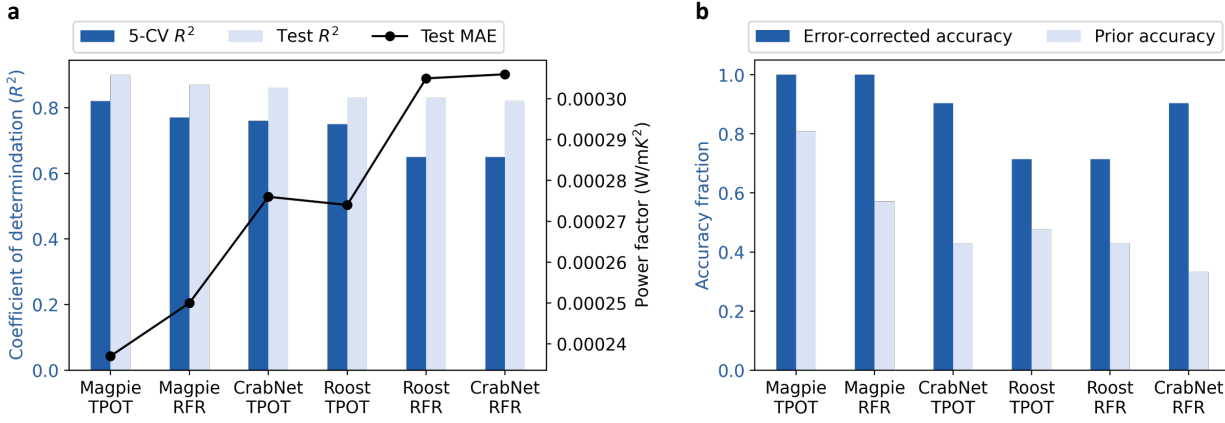 a
5-CV R²
Test R²
Test MAE
Coefficient of determindation (R²)
0.8
0.6
0.4
0.2
0.0
0.00030
0.00029
0.00028
0.00027
0.00026
0.00025
0.00024
Power factor (W/mK²)
Magpie TPOT
Magpie RFR
CrabNet TPOT
Roost TPOT
Roost RFR
CrabNet RFR
b
Error-corrected accuracy
Prior accuracy
Accuracy fraction
1.0
0.8
0.6
0.4
0.2
0.0
Magpie TPOT
Magpie RFR
CrabNet TPOT
Roost TPOT
Roost RFR
CrabNet RFR